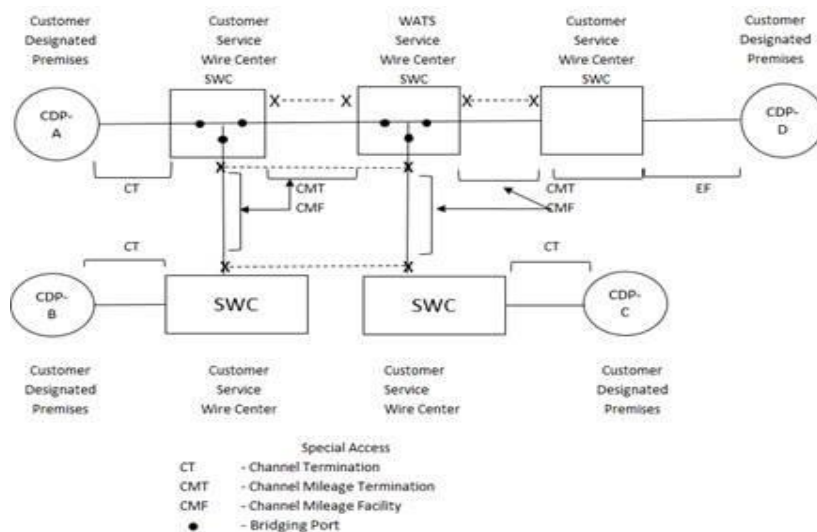 Customer
Designated
Premises
Customer
Service
Wire Center
SWC
WATS
Service
Wire Center
SWC
Customer
Service
Wire Center
SWC
Customer
Designated
Premises
X
X
X
X
CDP-
A
CDP-
D
CT
X
X
CMT
CMF
CMT
CMF
EF
CT
CT
X
X
CDP-
B
SWC
SWC
CDP-
C
Customer
Designated
Premises
Customer
Service
Wire Center
Customer
Service
Wire Center
Customer
Designated
Premises
Special Access
CT - Channel Termination
CMT - Channel Mileage Termination
CMF - Channel Mileage Facility
● - Bridging Port